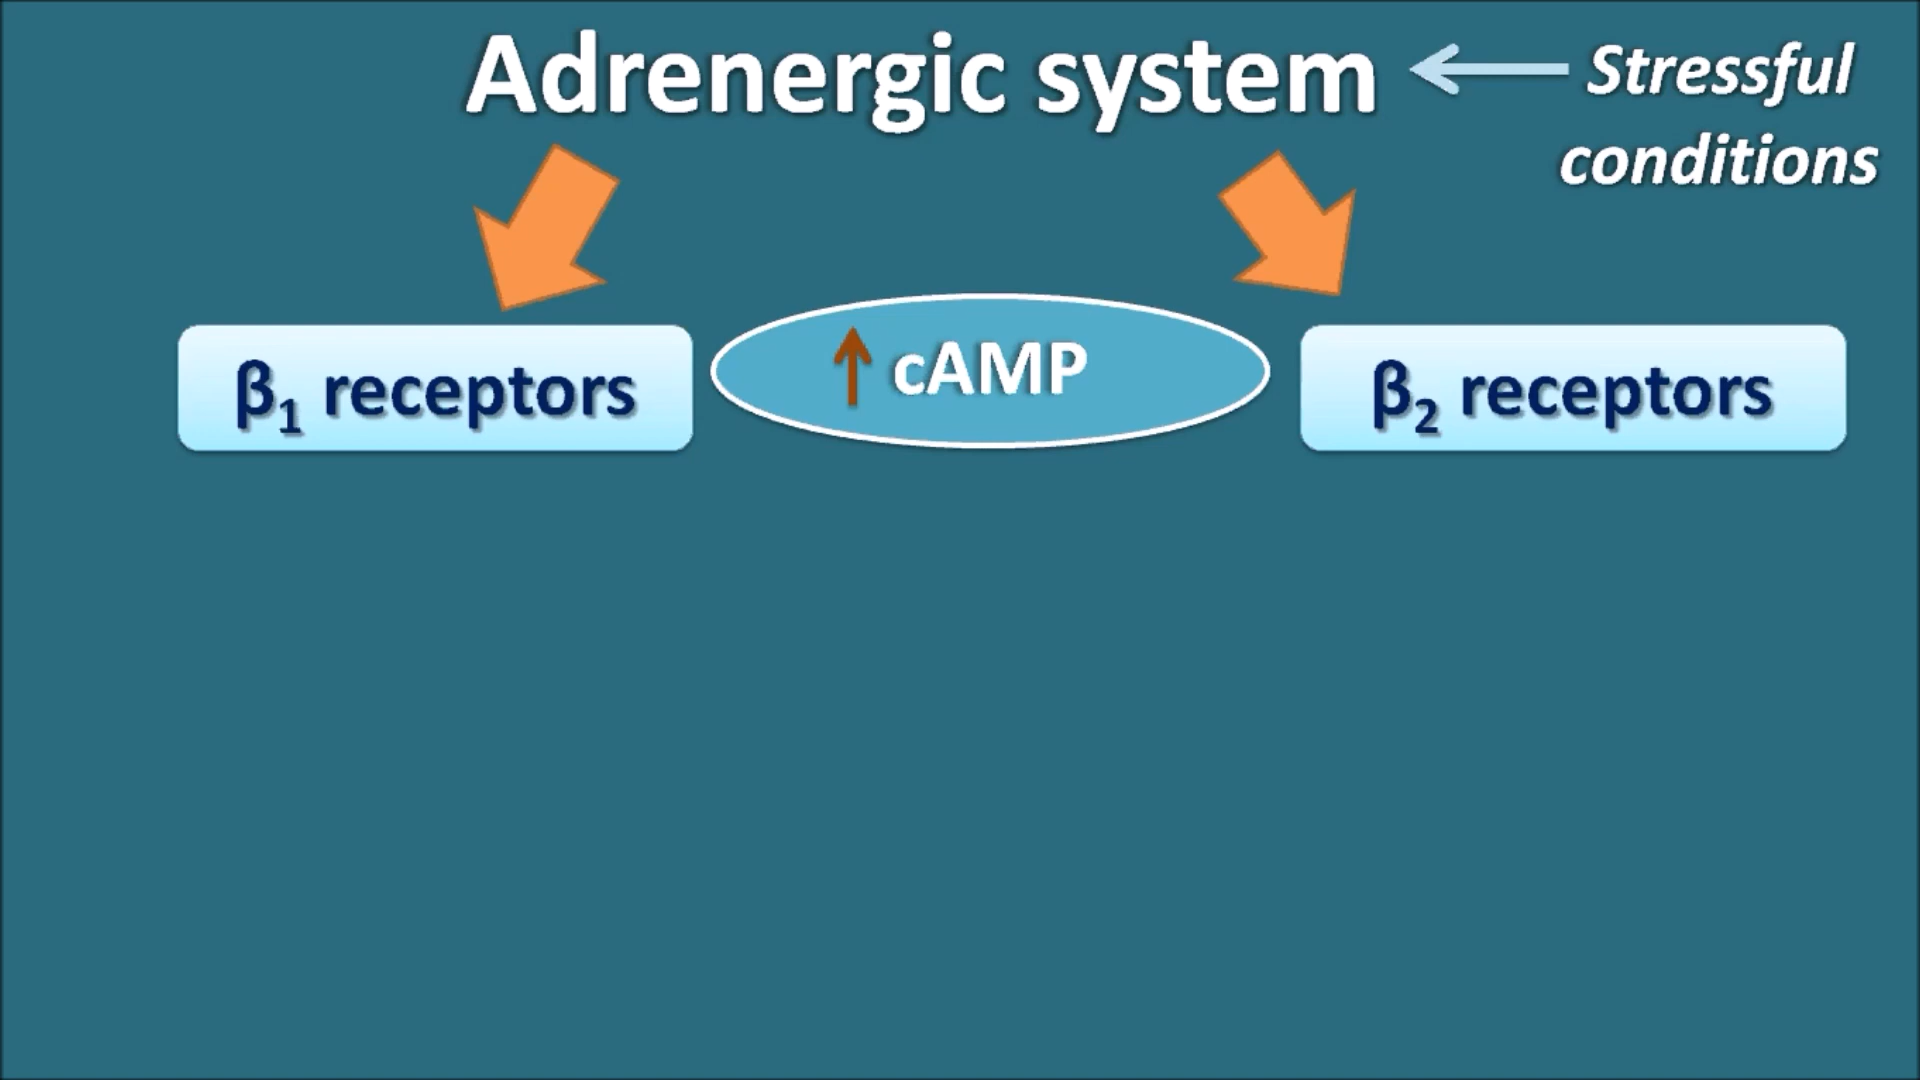 Adrenergic system
Stressful
conditions
β₁ receptors
↑ cAMP
β₂ receptors